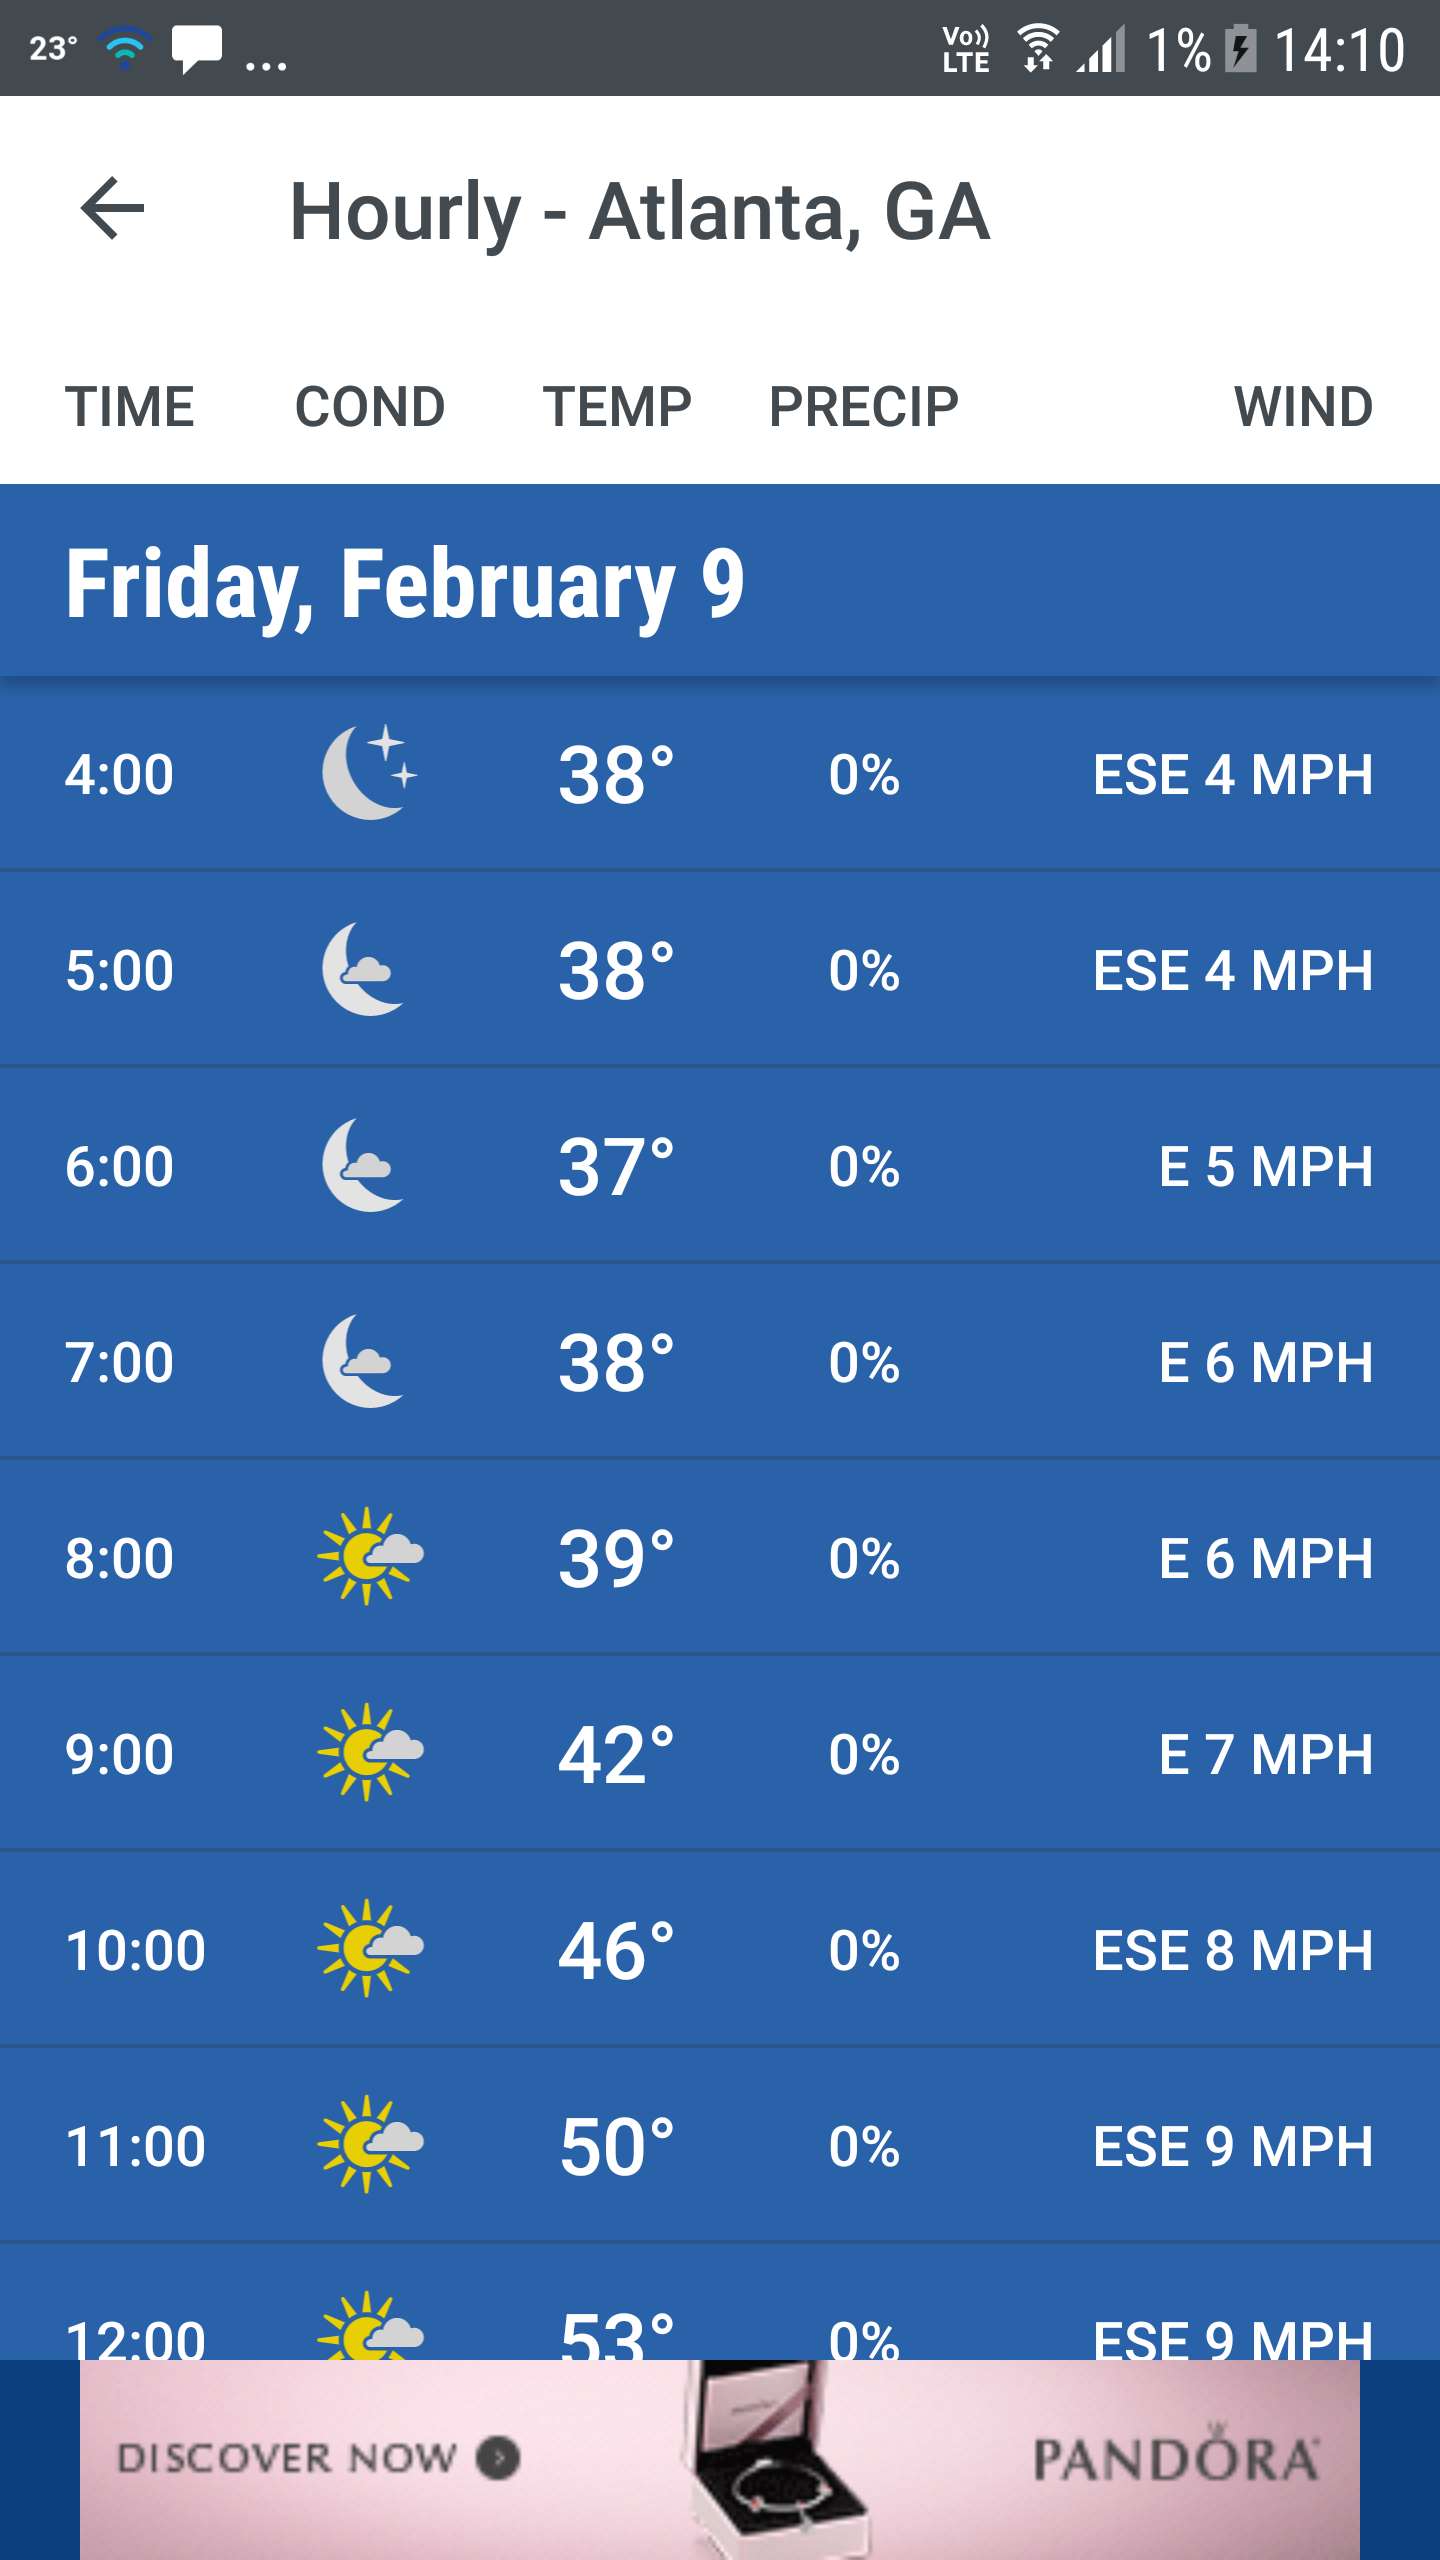 23° ... Vo)) LTE 1% 14:10
Hourly - Atlanta, GA
TIME COND TEMP PRECIP WIND
Friday, February 9
4:00 38° 0% ESE 4 MPH
5:00 38° 0% ESE 4 MPH
6:00 37° 0% E 5 MPH
7:00 38° 0% E 6 MPH
8:00 39° 0% E 6 MPH
9:00 42° 0% E 7 MPH
10:00 46° 0% ESE 8 MPH
11:00 50° 0% ESE 9 MPH
12:00 53° 0% ESE 9 MPH
DISCOVER NOW > PANDORA